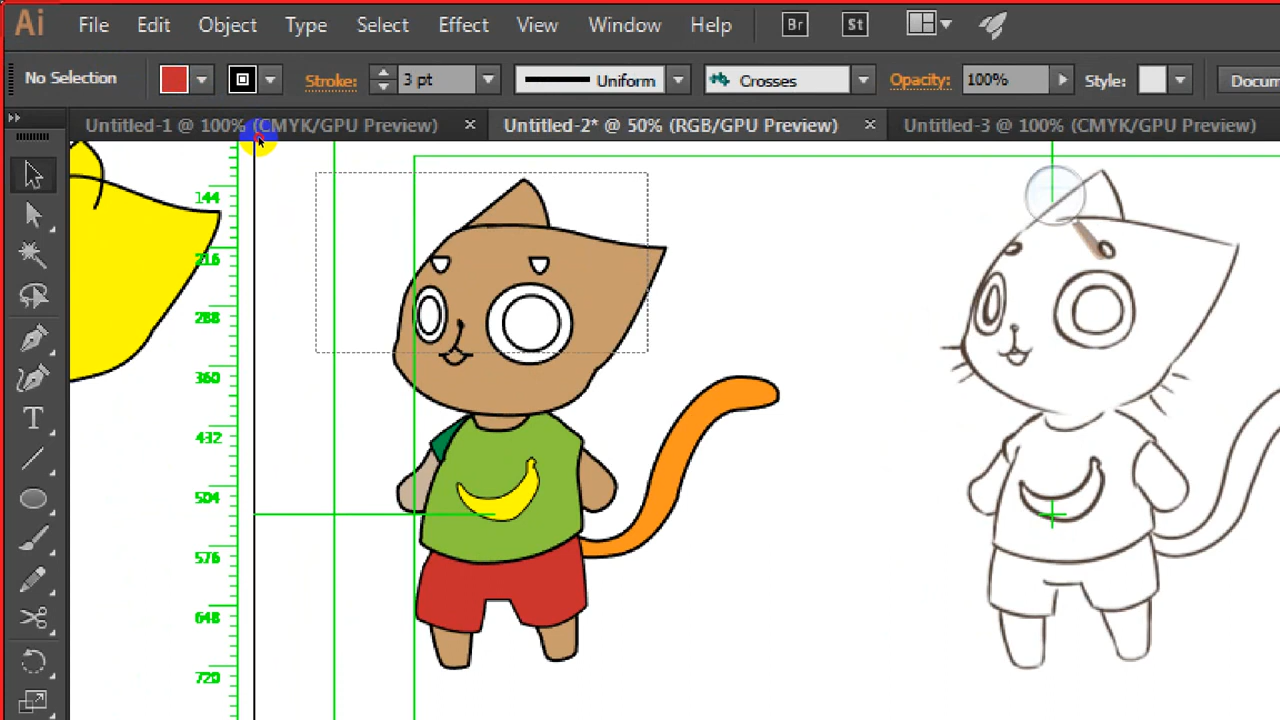 Ai File Edit Object Type Select Effect View Window Help Br St
No Selection Stroke: 3 pt Uniform Crosses Opacity: 100% Style: Docum
Untitled-1 @ 100% (CMYK/GPU Preview) × Untitled-2* @ 50% (RGB/GPU Preview) × Untitled-3 @ 100% (CMYK/GPU Preview)
144
216
288
360
432
504
576
648
720
T